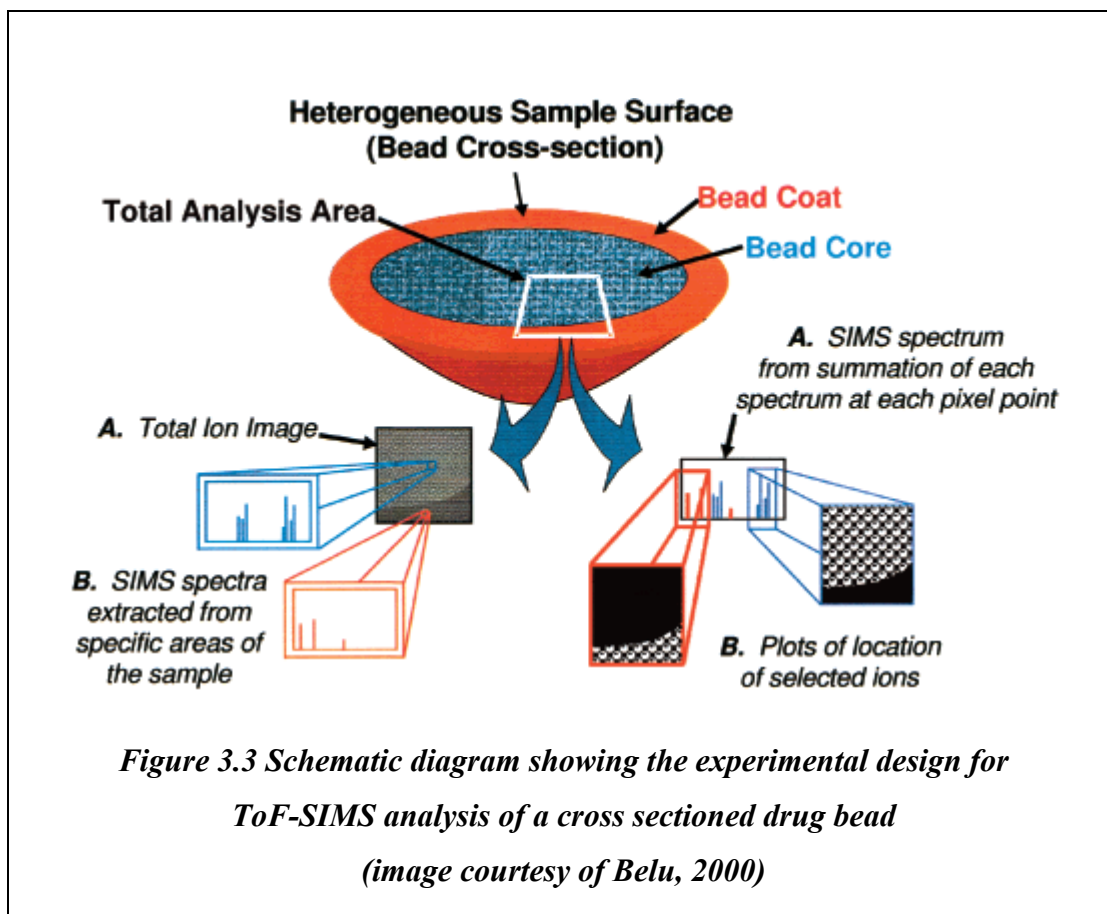 Heterogeneous Sample Surface
(Bead Cross-section)
Total Analysis Area
Bead Coat
Bead Core
A. Total Ion Image
B. SIMS spectra
extracted from
specific areas of
the sample
A. SIMS spectrum
from summation of each
spectrum at each pixel point
B. Plots of location
of selected ions
Figure 3.3 Schematic diagram showing the experimental design for
ToF-SIMS analysis of a cross sectioned drug bead
(image courtesy of Belu, 2000)